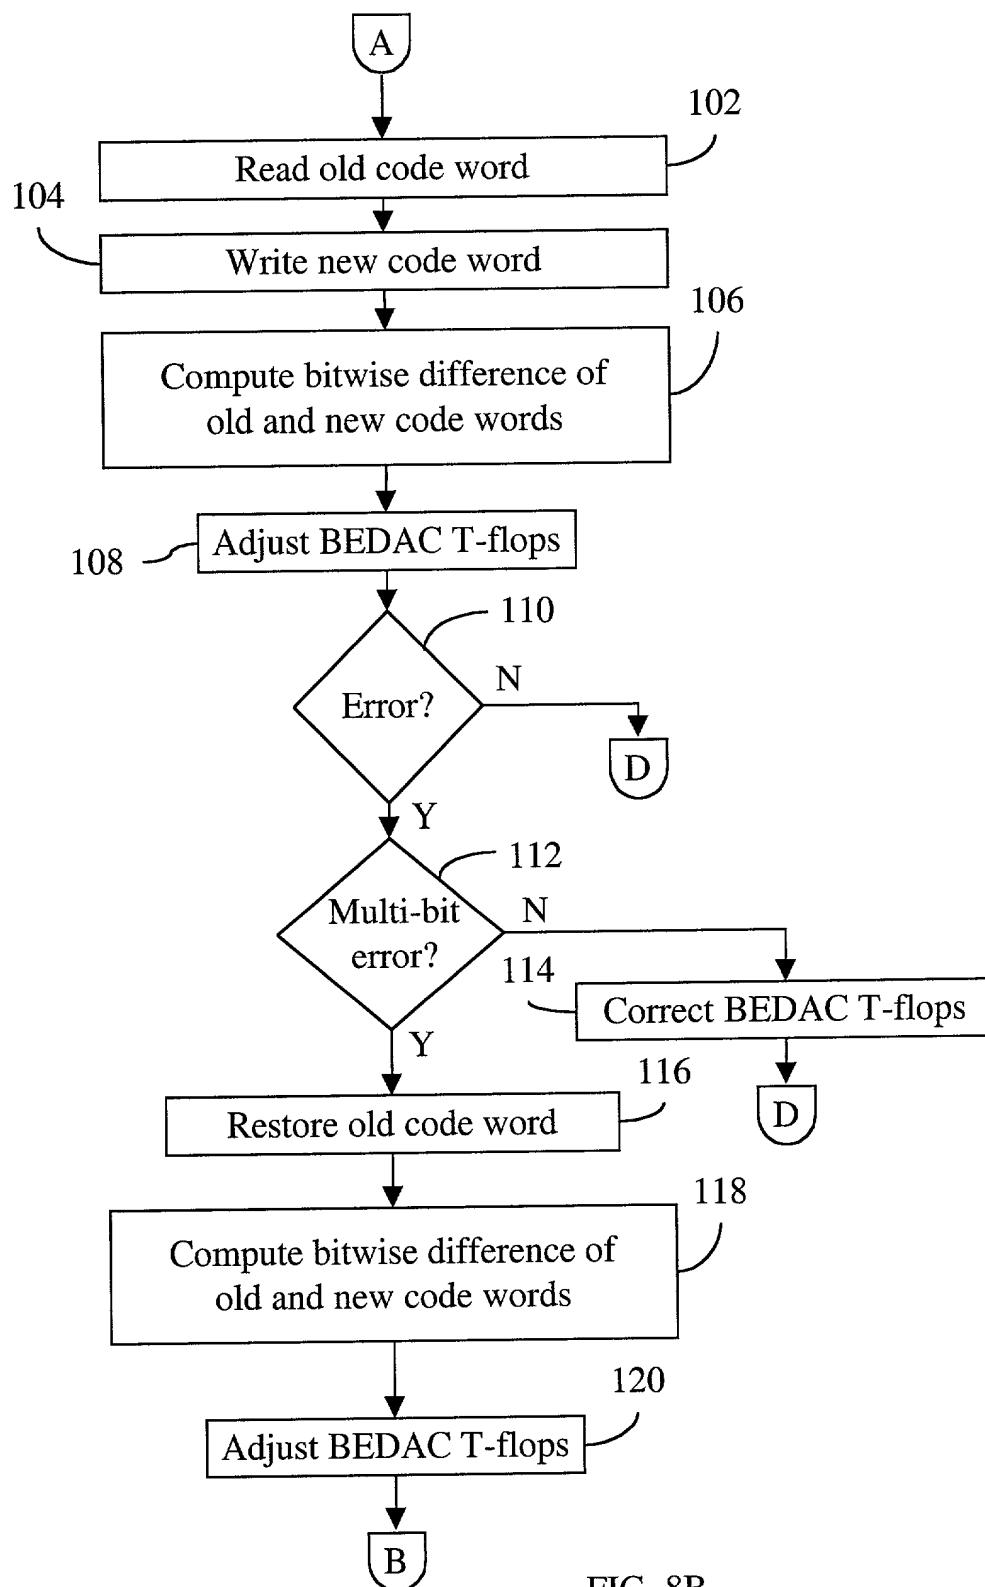 A
102
Read old code word
104
Write new code word
106
Compute bitwise difference of
old and new code words
Adjust BEDAC T-flops
108
110
Error?
N
D
Y
112
Multi-bit
error?
N
114
Correct BEDAC T-flops
Y
D
116
Restore old code word
118
Compute bitwise difference of
old and new code words
120
Adjust BEDAC T-flops
B
FIG. 8B